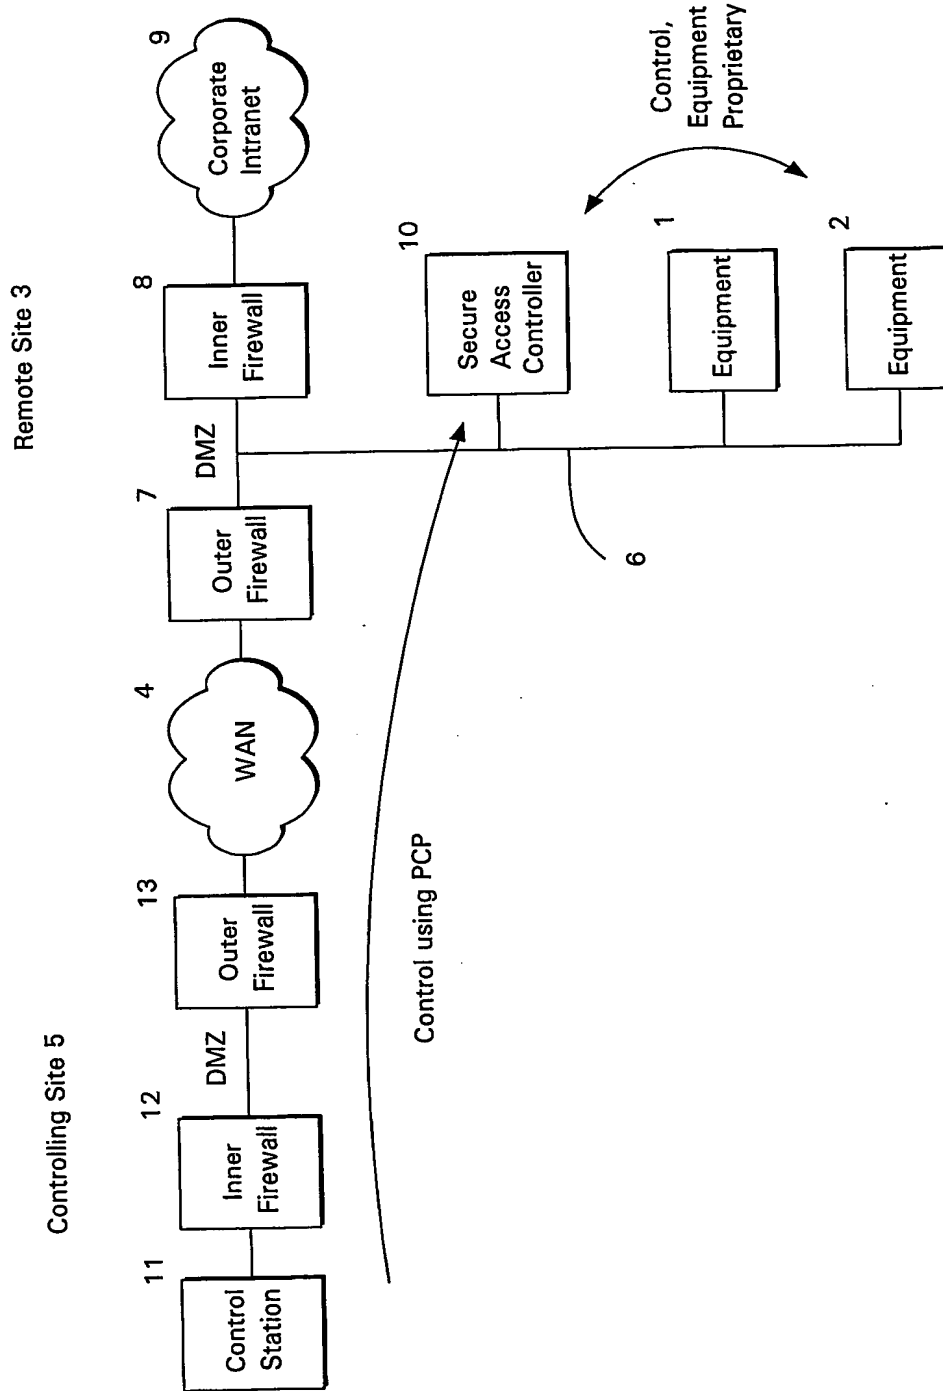 Controlling Site 5
Remote Site 3
11
Control
Station
12
Inner
Firewall
DMZ
13
Outer
Firewall
4
WAN
7
Outer
Firewall
DMZ
8
Inner
Firewall
9
Corporate
Intranet
Control using PCP
6
10
Secure
Access
Controller
Control,
Equipment
Proprietary
1
Equipment
2
Equipment